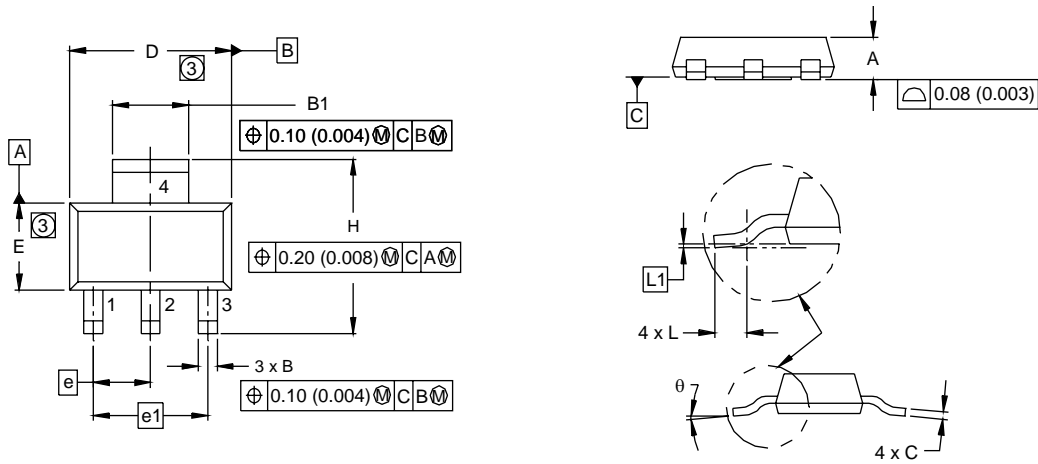 D
B
3
B1
⌖ 0.10 (0.004) Ⓜ C B Ⓜ
A
4
3
E
H
⌖ 0.20 (0.008) Ⓜ C A Ⓜ
1 2 3
3 x B
e
⌖ 0.10 (0.004) Ⓜ C B Ⓜ
e1
A
C
⌓ 0.08 (0.003)
L1
4 x L
θ
4 x C